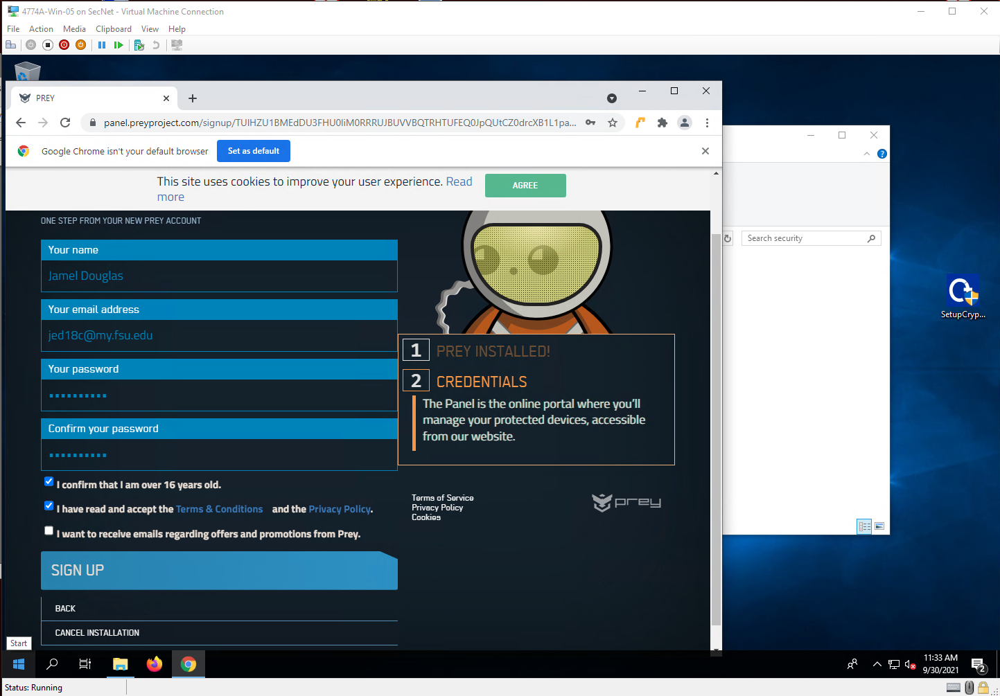 4774A-Win-05 on SecNet - Virtual Machine Connection
File Action Media Clipboard View Help
PREY
panel.preyproject.com/signup/
Google Chrome isn't your default browser
Set as default
This site uses cookies to improve your user experience. Read
more
AGREE
ONE STEP FROM YOUR NEW PREY ACCOUNT
Your name
Jamel Douglas
Your email address
jed18c@my.fsu.edu
Your password
Confirm your password
I confirm that I am over 16 years old.
I have read and accept the Terms & Conditions and the Privacy Policy.
I want to receive emails regarding offers and promotions from Prey.
SIGN UP
BACK
CANCEL INSTALLATION
1 PREY INSTALLED!
2 CREDENTIALS
The Panel is the online portal where you'll
manage your protected devices, accessible
from our website.
Terms of Service
Privacy Policy
Cookies
prey
Search security
SetupCryp...
Start
11:33 AM
9/30/2021
2
Status: Running